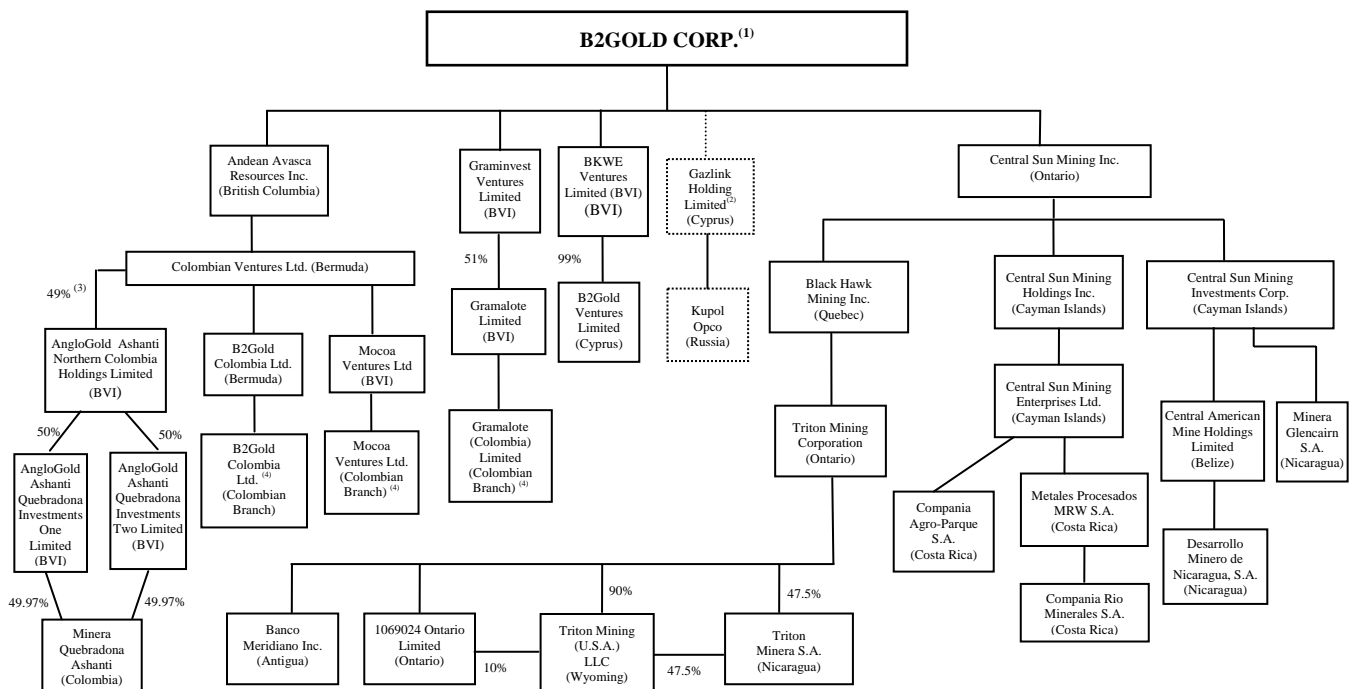 B2GOLD CORP.(1)
Andean Avasca
Resources Inc.
(British Columbia)
Graminvest
Ventures
Limited
(BVI)
BKWE
Ventures
Limited (BVI)
(BVI)
Gazlink
Holding
Limited(2)
(Cyprus)
Central Sun Mining Inc.
(Ontario)
Colombian Ventures Ltd. (Bermuda)
51%
99%
49% (3)
AngloGold Ashanti
Northern Colombia
Holdings Limited
(BVI)
B2Gold
Colombia Ltd.
(Bermuda)
Mocoa
Ventures Ltd
(BVI)
Gramalote
Limited
(BVI)
B2Gold
Ventures
Limited
(Cyprus)
Kupol
Opco
(Russia)
Black Hawk
Mining Inc.
(Quebec)
Central Sun Mining
Holdings Inc.
(Cayman Islands)
Central Sun Mining
Investments Corp.
(Cayman Islands)
50%
50%
AngloGold
Ashanti
Quebradona
Investments
One
Limited
(BVI)
AngloGold
Ashanti
Quebradona
Investments
Two Limited
(BVI)
B2Gold
Colombia
Ltd. (4)
(Colombian
Branch)
Mocoa
Ventures Ltd.
(Colombian
Branch) (4)
Gramalote
(Colombia)
Limited
(Colombian
Branch) (4)
Triton Mining
Corporation
(Ontario)
Central Sun Mining
Enterprises Ltd.
(Cayman Islands)
Central American
Mine Holdings
Limited
(Belize)
Minera
Glencairn
S.A.
(Nicaragua)
Compania
Agro-Parque
S.A.
(Costa Rica)
Metales Procesados
MRW S.A.
(Costa Rica)
Desarrollo
Minero de
Nicaragua, S.A.
(Nicaragua)
Compania Rio
Minerales S.A.
(Costa Rica)
49.97%
49.97%
90%
47.5%
Minera
Quebradona
Ashanti
(Colombia)
Banco
Meridiano Inc.
(Antigua)
1069024 Ontario
Limited
(Ontario)
10%
Triton Mining
(U.S.A.)
LLC
(Wyoming)
47.5%
Triton
Minera S.A.
(Nicaragua)